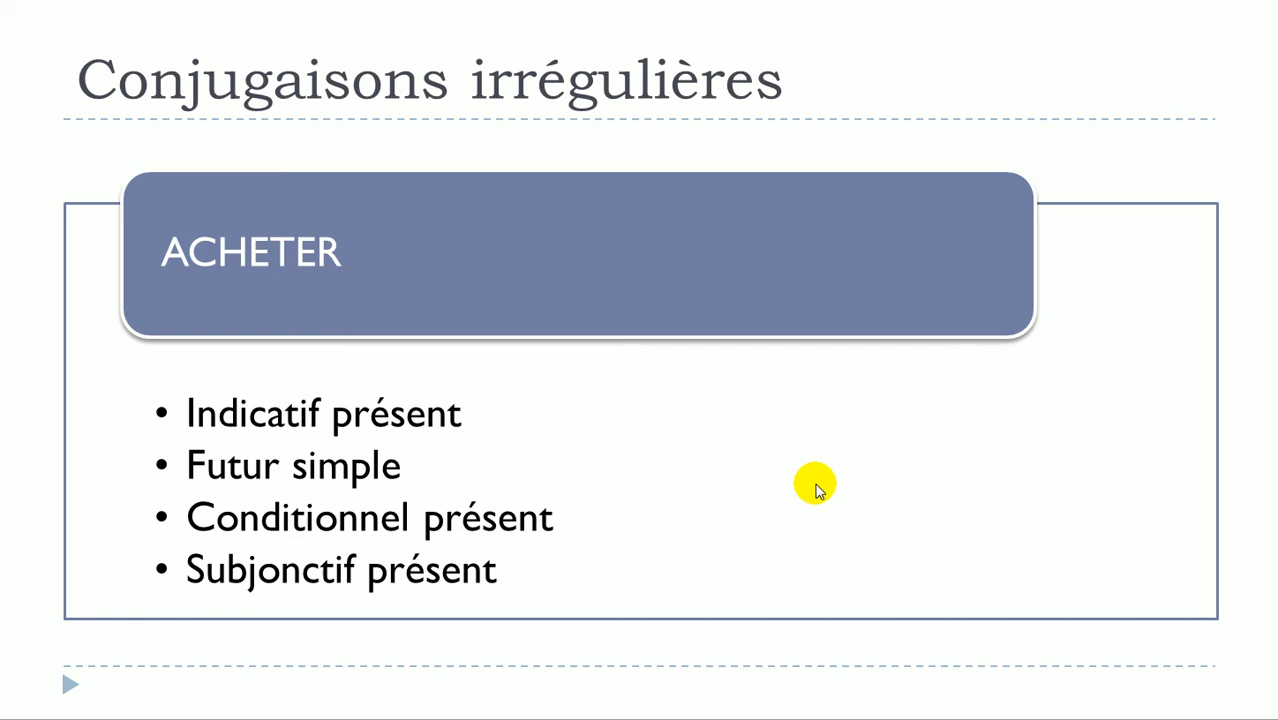 Conjugaisons irrégulières
ACHETER
• Indicatif présent
• Futur simple
• Conditionnel présent
• Subjonctif présent